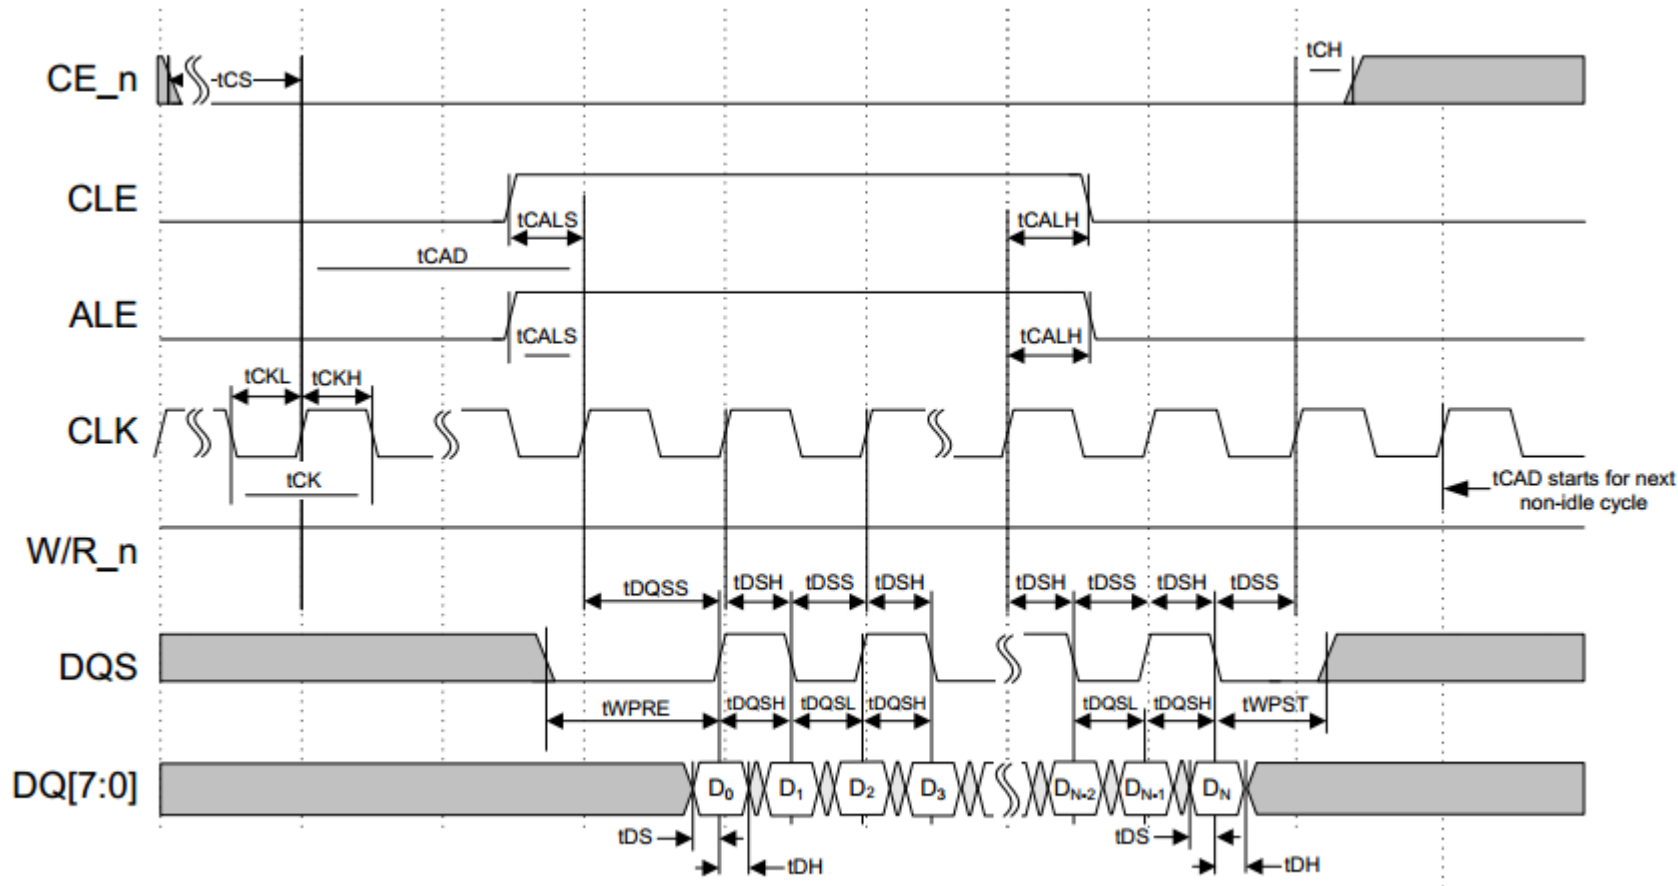 tCH
CE_n
tCS
CLE
tCALS
tCALH
tCAD
ALE
tCALS
tCALH
tCKL
tCKH
CLK
tCK
tCAD starts for next
non-idle cycle
W/R_n
tDQSS
tDSH
tDSS
tDSH
tDSH
tDSS
tDSH
tDSS
DQS
tWPRE
tDQSH
tDQSL
tDQSH
tDQSL
tDQSH
tWPST
DQ[7:0]
D0
D1
D2
D3
DN-2
DN-1
DN
tDS
tDS
tDH
tDH